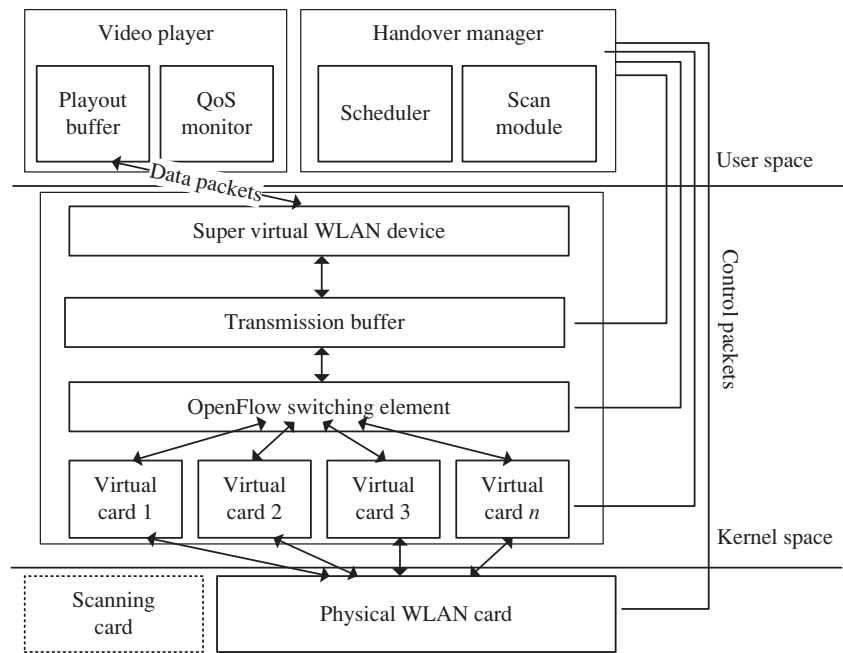 Video player
Handover manager
Playout
buffer
QoS
monitor
Scheduler
Scan
module
User space
Data packets
Super virtual WLAN device
Transmission buffer
Control packets
OpenFlow switching element
Virtual
card 1
Virtual
card 2
Virtual
card 3
Virtual
card n
Kernel space
Scanning
card
Physical WLAN card